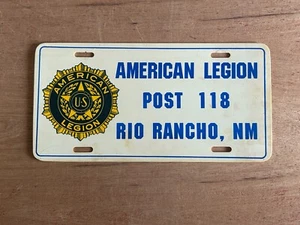 AMERICAN
US
LEGION
AMERICAN LEGION
POST 118
RIO RANCHO, NM